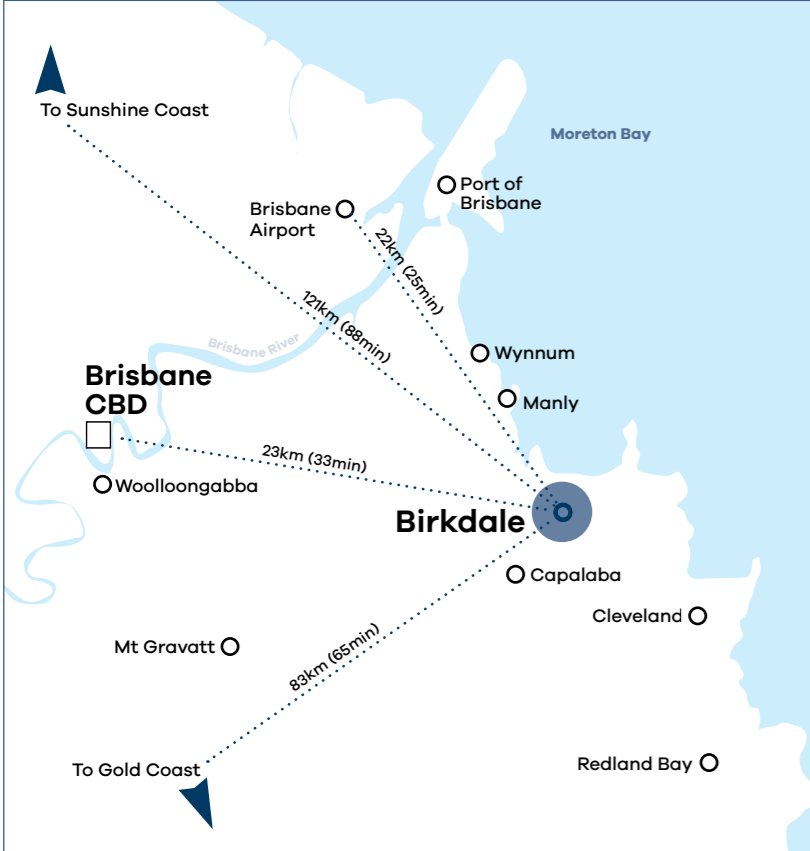 To Sunshine Coast
Moreton Bay
Port of
Brisbane
Brisbane
Airport
22km (25min)
121km (88min)
Brisbane River
Wynnum
Brisbane
CBD
Manly
23km (33min)
Woolloongabba
Birkdale
Capalaba
Cleveland
Mt Gravatt
83km (65min)
To Gold Coast
Redland Bay